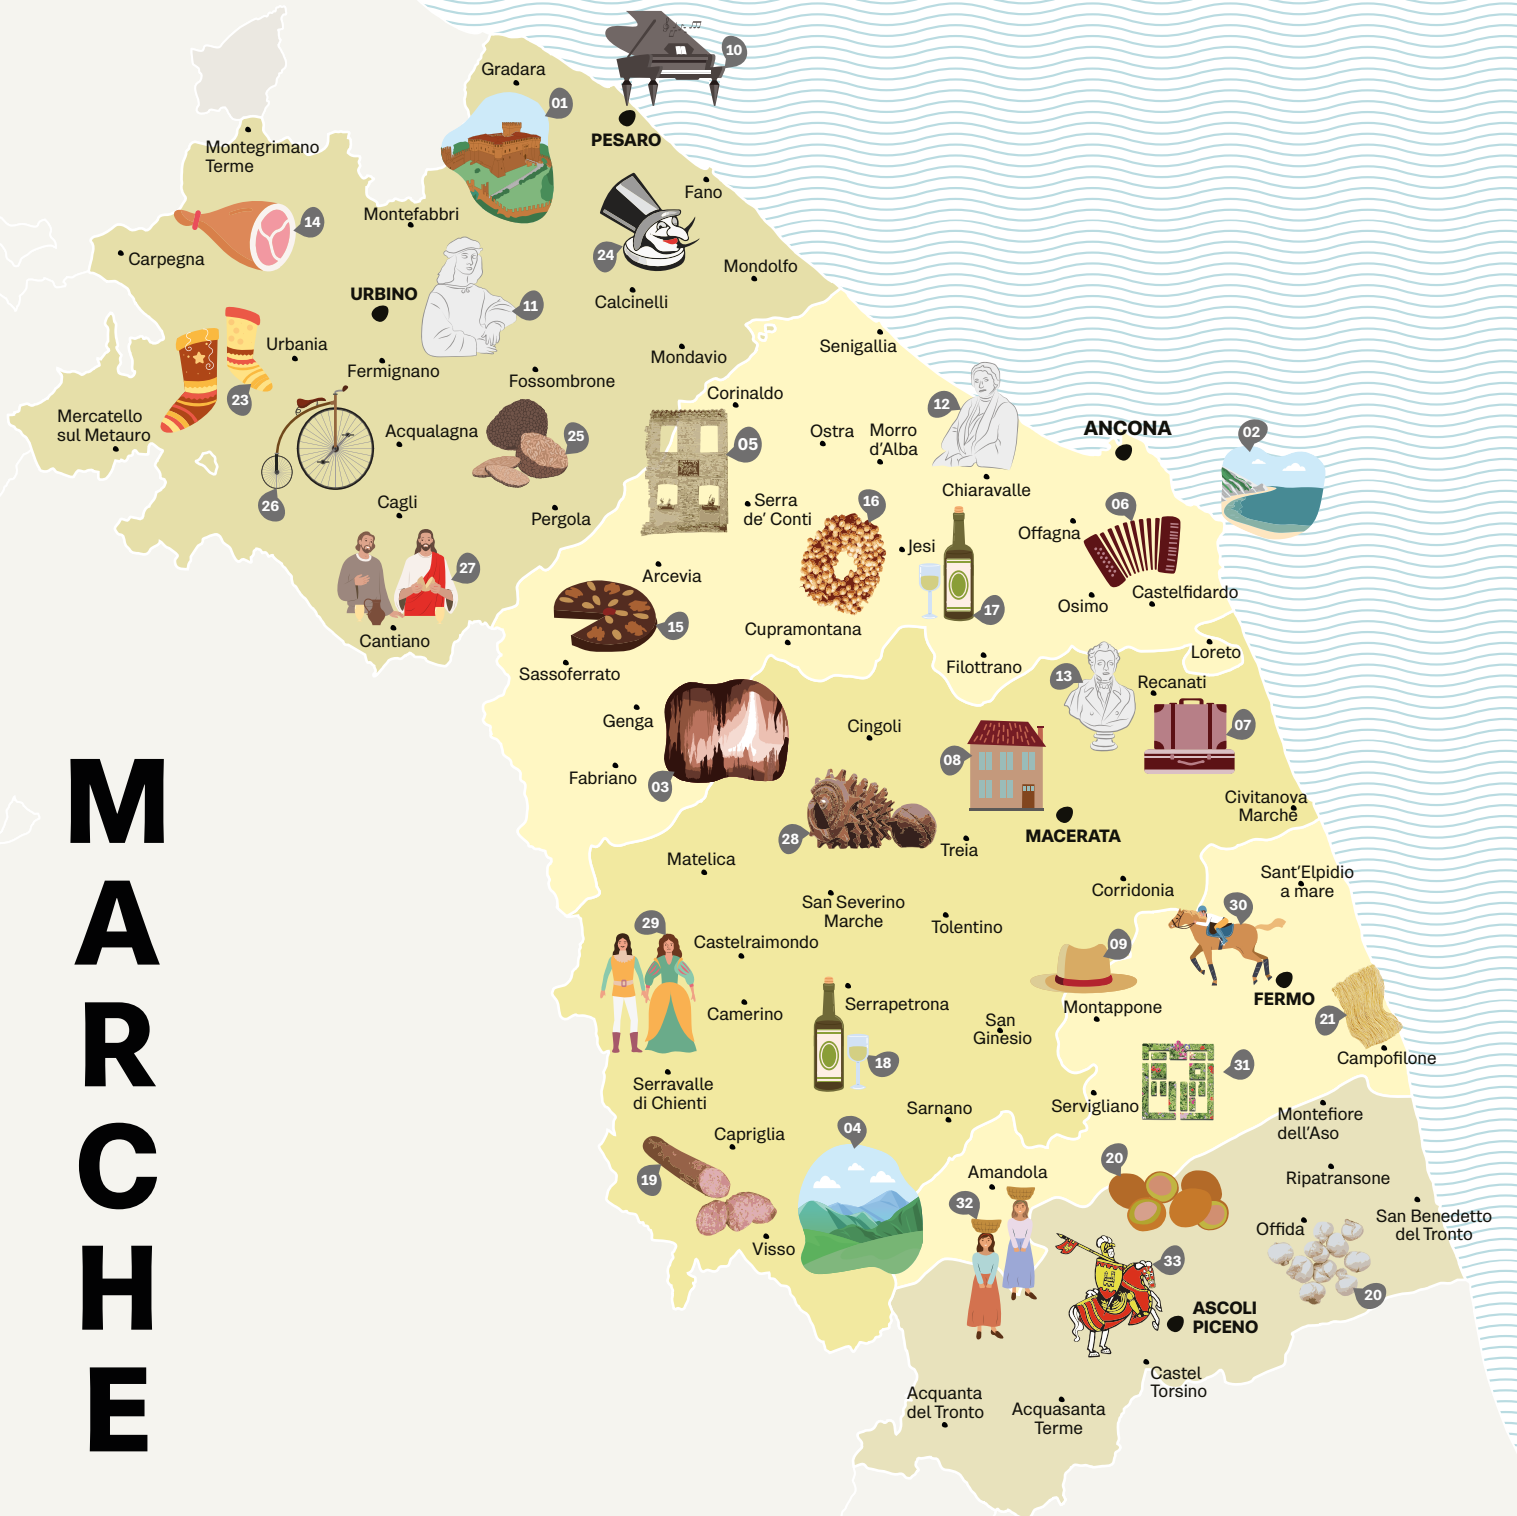 10
Gradara
01
PESARO
Montegrimano
Terme
Fano
14
Montefabbri
24
Carpegna
Mondolfo
URBINO
11
Calcinelli
Urbania
Senigallia
Mondavio
Fermignano
Fossombrone
23
Corinaldo
12
Mercatello
sul Metauro
Acqualagna
25
05
Ostra
Morro
d'Alba
ANCONA
02
26
Cagli
Pergola
Serra
de' Conti
16
Chiaravalle
06
Offagna
Jesi
27
Arcevia
17
Osimo
Castelfidardo
15
Cantiano
Cupramontana
Sassoferrato
Filottrano
Loreto
13
Recanati
Genga
Cingoli
07
08
Fabriano
03
Civitanova
Marche
28
Treia
MACERATA
Matelica
Sant'Elpidio
a mare
Corridonia
San Severino
Marche
30
29
Tolentino
Castelraimondo
09
FERMO
Camerino
Serrapetrona
Montappone
21
San
Ginesio
Campofilone
18
31
Serravalle
di Chienti
Sarnano
Servigliano
Montefiore
dell'Aso
Capriglia
04
20
19
Amandola
Ripatransone
32
Offida
San Benedetto
del Tronto
Visso
33
20
ASCOLI
PICENO
Castel
Torsino
Acquanta
del Tronto
Acquasanta
Terme
M
A
R
C
H
E